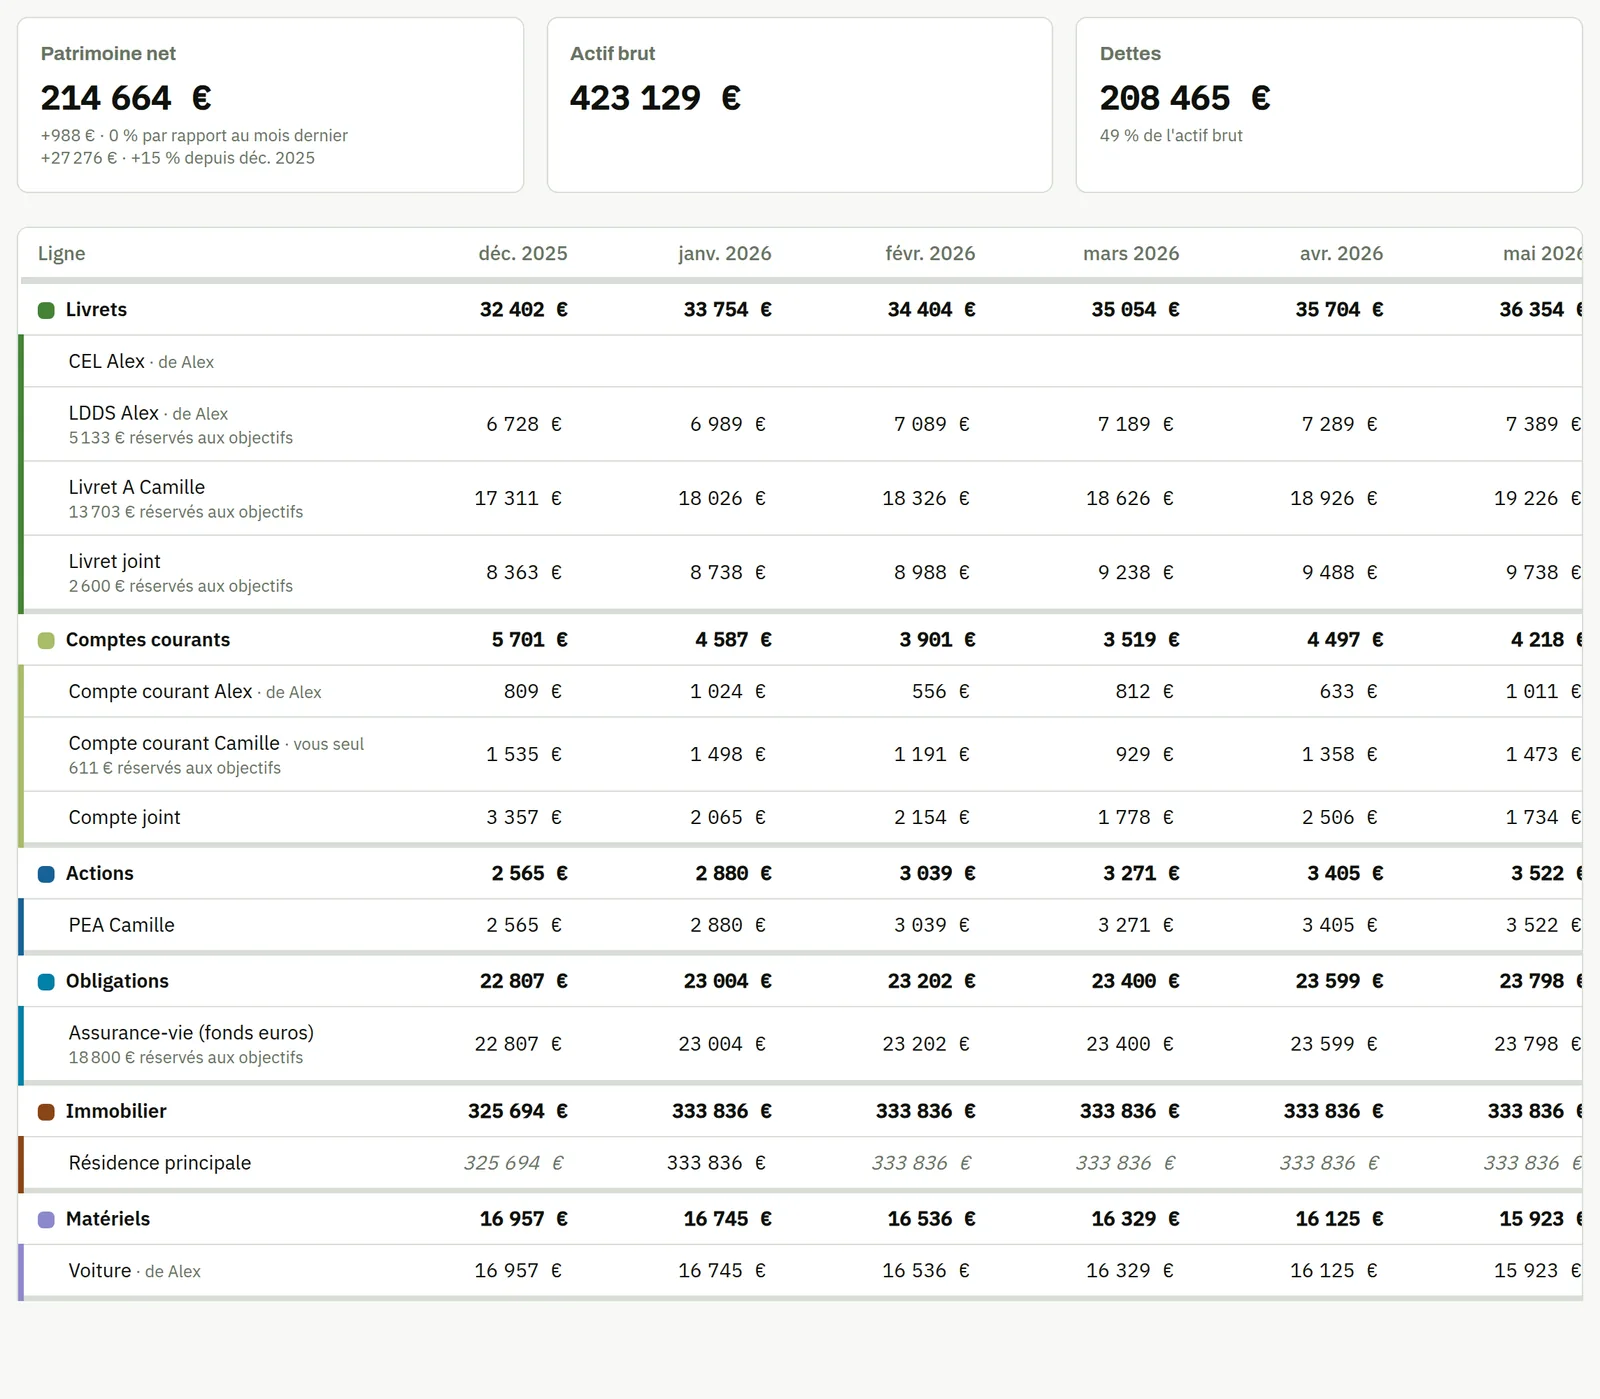 Patrimoine net
214 664 €
+988 € · 0 % par rapport au mois dernier
+27 276 € · +15 % depuis déc. 2025
Actif brut
423 129 €
Dettes
208 465 €
49 % de l'actif brut
Ligne déc. 2025 janv. 2026 févr. 2026 mars 2026 avr. 2026 mai 2026
Livrets 32 402 € 33 754 € 34 404 € 35 054 € 35 704 € 36 354 €
CEL Alex · de Alex
LDDS Alex · de Alex
5 133 € réservés aux objectifs
6 728 € 6 989 € 7 089 € 7 189 € 7 289 € 7 389 €
Livret A Camille
13 703 € réservés aux objectifs
17 311 € 18 026 € 18 326 € 18 626 € 18 926 € 19 226 €
Livret joint
2 600 € réservés aux objectifs
8 363 € 8 738 € 8 988 € 9 238 € 9 488 € 9 738 €
Comptes courants 5 701 € 4 587 € 3 901 € 3 519 € 4 497 € 4 218 €
Compte courant Alex · de Alex 809 € 1 024 € 556 € 812 € 633 € 1 011 €
Compte courant Camille · vous seul
611 € réservés aux objectifs
1 535 € 1 498 € 1 191 € 929 € 1 358 € 1 473 €
Compte joint 3 357 € 2 065 € 2 154 € 1 778 € 2 506 € 1 734 €
Actions 2 565 € 2 880 € 3 039 € 3 271 € 3 405 € 3 522 €
PEA Camille 2 565 € 2 880 € 3 039 € 3 271 € 3 405 € 3 522 €
Obligations 22 807 € 23 004 € 23 202 € 23 400 € 23 599 € 23 798 €
Assurance-vie (fonds euros)
18 800 € réservés aux objectifs
22 807 € 23 004 € 23 202 € 23 400 € 23 599 € 23 798 €
Immobilier 325 694 € 333 836 € 333 836 € 333 836 € 333 836 € 333 836 €
Résidence principale 325 694 € 333 836 € 333 836 € 333 836 € 333 836 € 333 836 €
Matériels 16 957 € 16 745 € 16 536 € 16 329 € 16 125 € 15 923 €
Voiture · de Alex 16 957 € 16 745 € 16 536 € 16 329 € 16 125 € 15 923 €